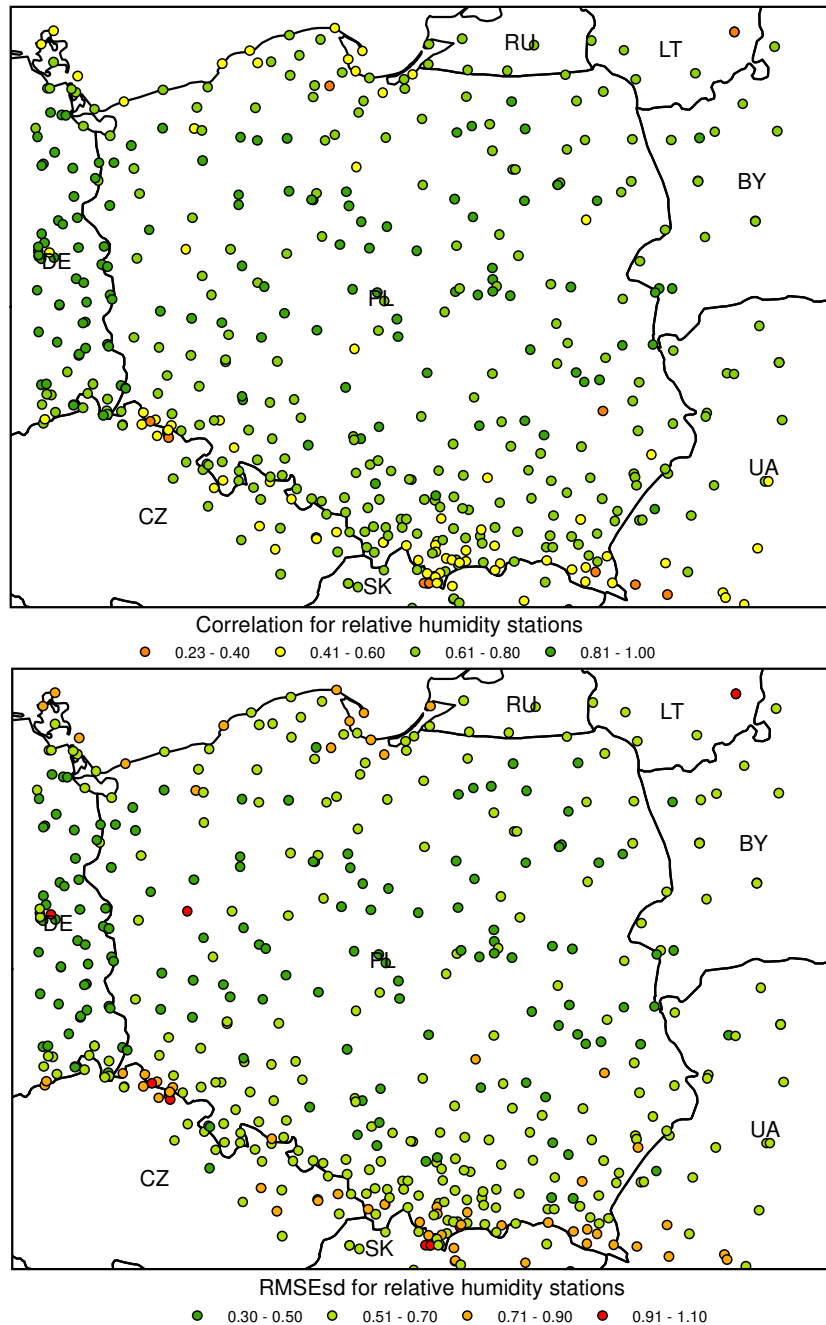 RU
LT
BY
DE
PL
UA
CZ
SK
Correlation for relative humidity stations
0.23 - 0.40 0.41 - 0.60 0.61 - 0.80 0.81 - 1.00
RU
LT
BY
DE
PL
UA
CZ
SK
RMSEsd for relative humidity stations
0.30 - 0.50 0.51 - 0.70 0.71 - 0.90 0.91 - 1.10